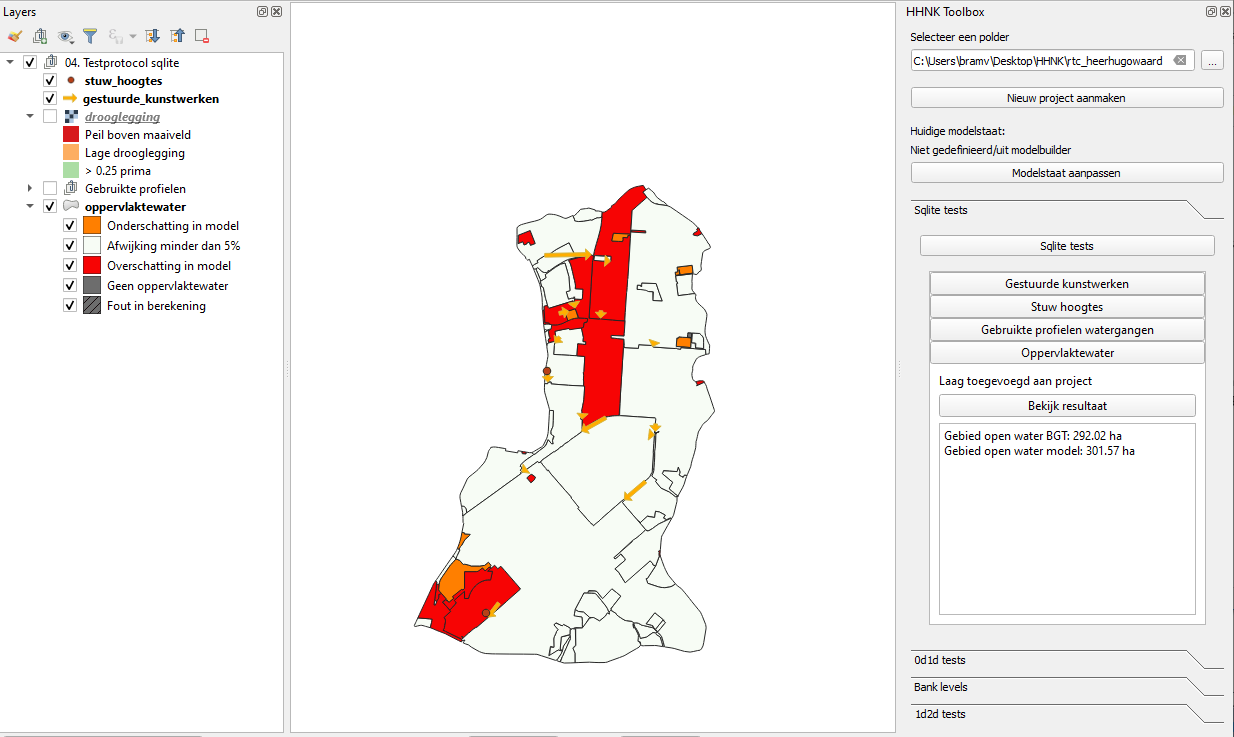 Layers
04. Testprotocol sqlite
stuw_hoogtes
gestuurde_kunstwerken
drooglegging
Peil boven maaiveld
Lage drooglegging
> 0.25 prima
Gebruikte profielen
oppervlaktewater
Onderschatting in model
Afwijking minder dan 5%
Overschatting in model
Geen oppervlaktewater
Fout in berekening
HHNK Toolbox
Selecteer een polder
C:\Users\bramv\Desktop\HHNK\rtc_heerhugowaard
...
Nieuw project aanmaken
Huidige modelstaat:
Niet gedefinieerd/uit modelbuilder
Modelstaat aanpassen
Sqlite tests
Sqlite tests
Gestuurde kunstwerken
Stuw hoogtes
Gebruikte profielen watergangen
Oppervlaktewater
Laag toegevoegd aan project
Bekijk resultaat
Gebied open water BGT: 292.02 ha
Gebied open water model: 301.57 ha
0d1d tests
Bank levels
1d2d tests